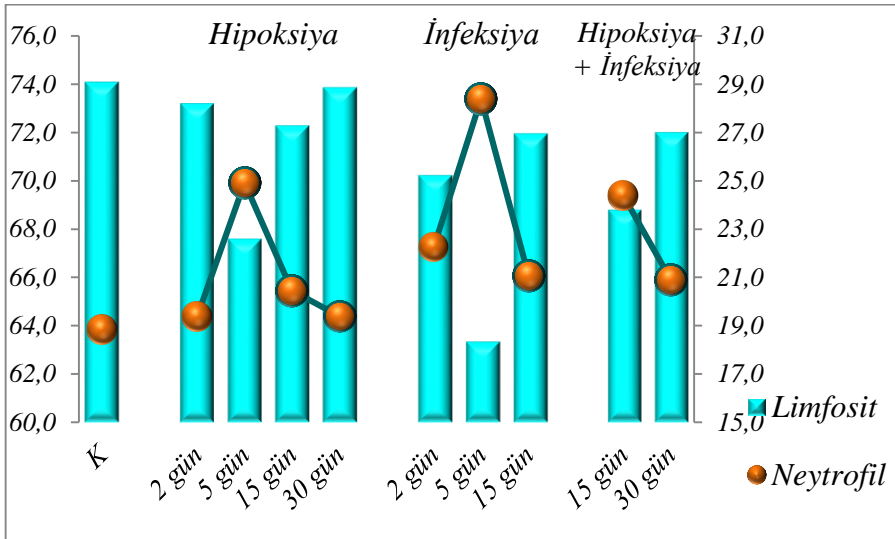 Hipoksiya
İnfeksiya
Hipoksiya
+ İnfeksiya
76,0
74,0
72,0
70,0
68,0
66,0
64,0
62,0
60,0
31,0
29,0
27,0
25,0
23,0
21,0
19,0
17,0
15,0
K
2 gün
5 gün
15 gün
30 gün
2 gün
5 gün
15 gün
15 gün
30 gün
Limfosit
Neytrofil